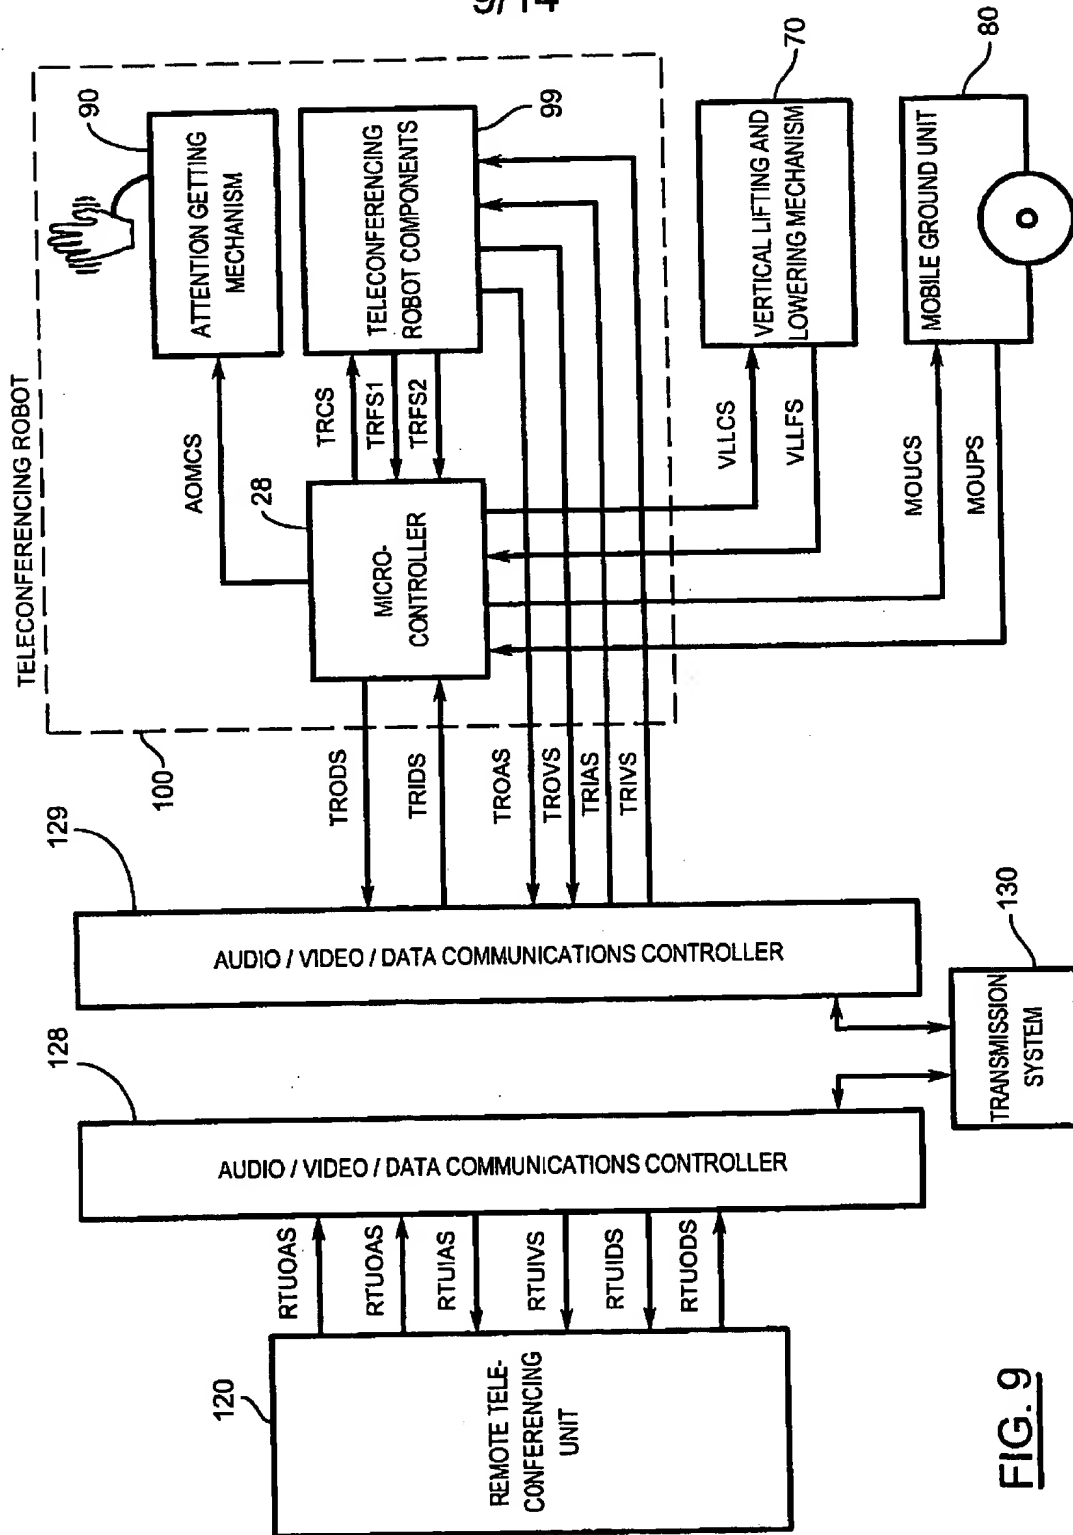 9/14
TELECONFERENCING ROBOT
90
ATTENTION GETTING
MECHANISM
AOMCS
28
MICRO-
CONTROLLER
TRCS
TRFS1
TRFS2
TELECONFERENCING
ROBOT COMPONENTS
99
VERTICAL LIFTING AND
LOWERING MECHANISM
70
VLLCS
VLLFS
MOBILE GROUND UNIT
80
MOUCS
MOUPS
100
TRODS
TRIDS
TROAS
TROVS
TRIAS
TRIVS
129
AUDIO / VIDEO / DATA COMMUNICATIONS CONTROLLER
130
TRANSMISSION
SYSTEM
128
AUDIO / VIDEO / DATA COMMUNICATIONS CONTROLLER
RTUOAS
RTUOAS
RTUIAS
RTUIVS
RTUIDS
RTUODS
120
REMOTE TELE-
CONFERENCING
UNIT
FIG. 9